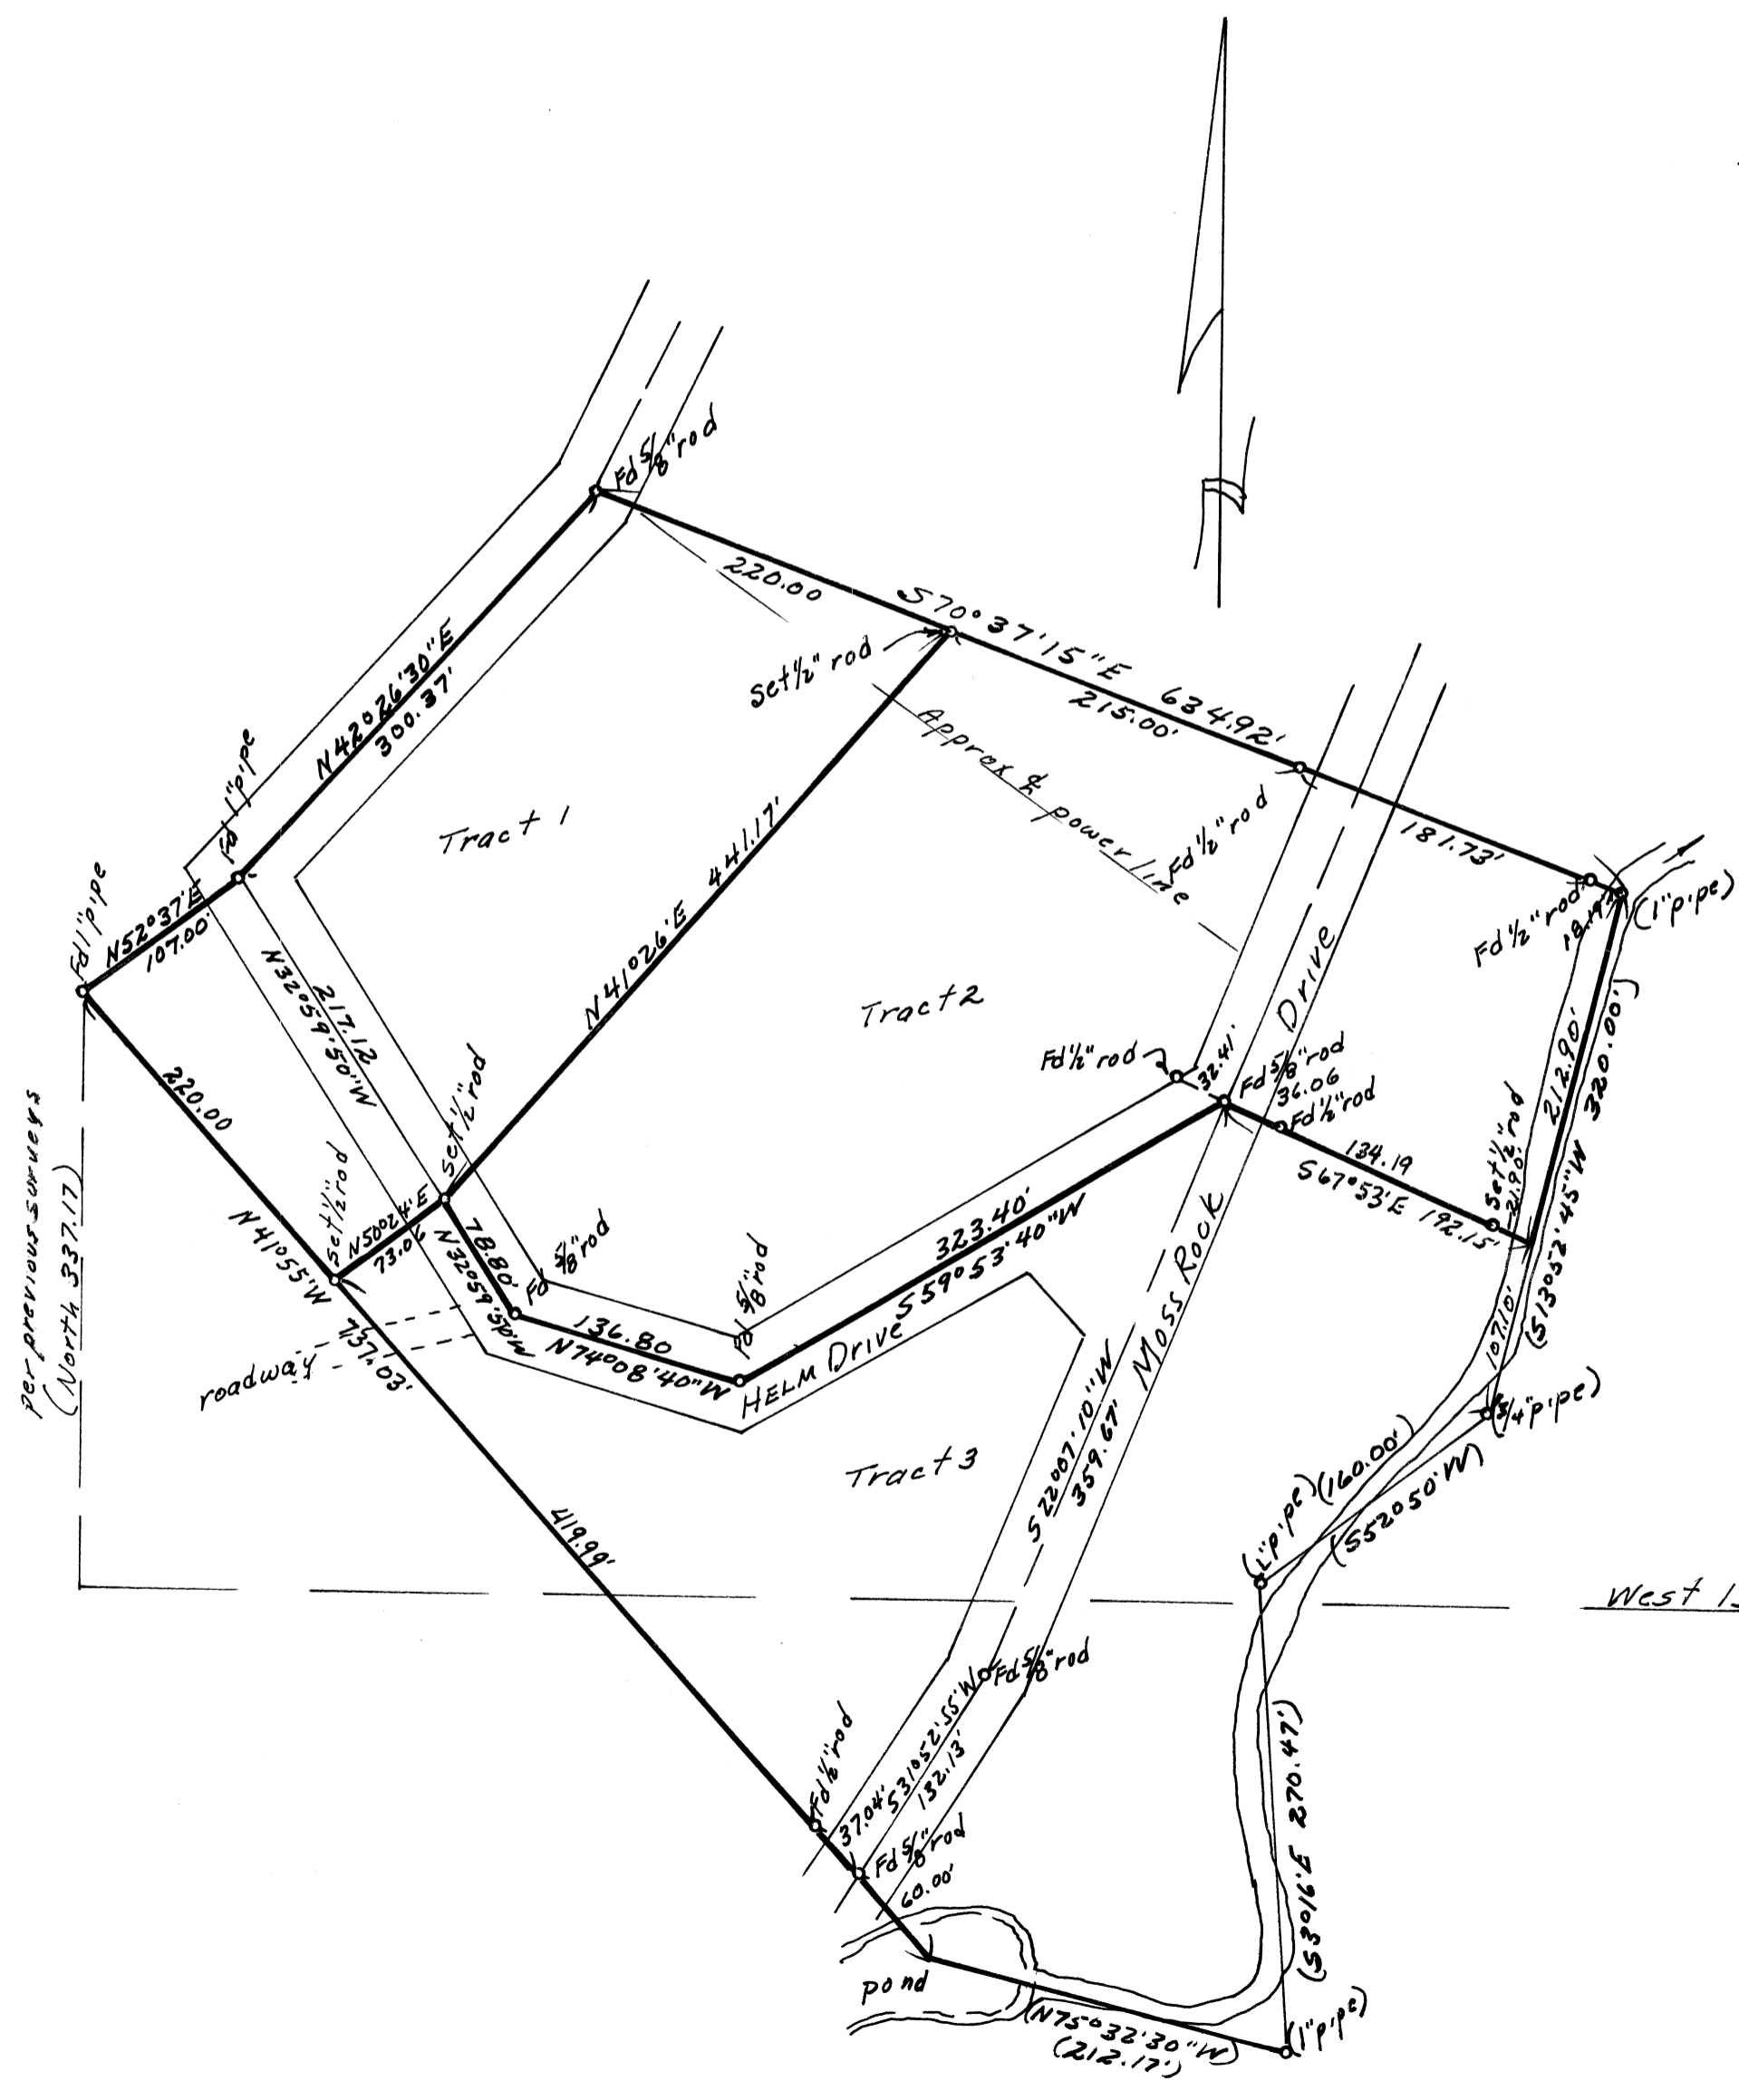 Fd 5/8" rod
220.00
S70°37'15"E 634.92'
Set 1/2" rod
215.00'
N42°26'30"E
300.37'
Fd 1" pipe
Tract 1
Approx ℄ power line
Fd 1/2" rod
181.73'
Fd 1/2" rod
(1" pipe)
441.17'
N41°26'E
Fd 1" pipe
N52°37'E
107.00'
N32°59'50"W
217.12
Tract 2
Drive
Fd 1/2" rod
32.41'
Fd 5/8" rod
36.06
Fd 1/2" rod
212.90'
(S13°52'45"W 320.00')
134.19
S67°53'E 192.15'
Set 1/2" rod
21.90'
per previous surveys
(North 337.17)
220.00
N41°55'W
737.03'
Set 1/2" rod
N50°24'E
73.06
Set 1/2" rod
78.80'
N32°59'50"W
Fd
5/8" rod
136.80
N74°08'40"W
Fd
5/8" rod
323.40'
S59°53'40"W
HELM Drive
Moss Rock
107.10'
(3/4" pipe)
roadway
S22°07'10"W
359.67'
Tract 3
(160.00')
(S52°50'W)
(1" pipe)
419.99'
West
Fd 5/8" rod
S31°52'55"W
132.13'
Fd 1/2" rod
37.04'
Fd 5/8" rod
60.00'
(S3°16'E 270.47')
pond
(N75°32'30"W)
(212.17')
(1" pipe)